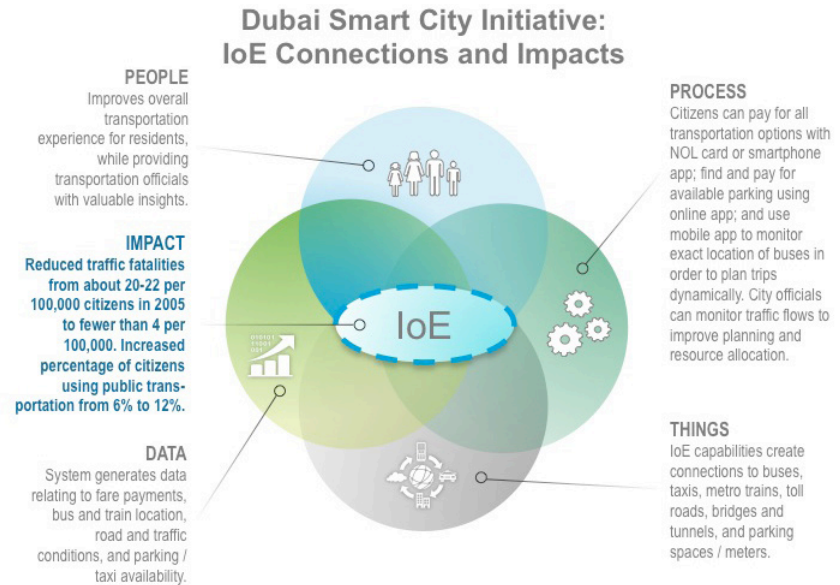 Dubai Smart City Initiative:
IoE Connections and Impacts
PEOPLE
Improves overall
transportation
experience for residents,
while providing
transportation officials
with valuable insights.
IMPACT
Reduced traffic fatalities
from about 20-22 per
100,000 citizens in 2005
to fewer than 4 per
100,000. Increased
percentage of citizens
using public trans-
portation from 6% to 12%.
DATA
System generates data
relating to fare payments,
bus and train location,
road and traffic
conditions, and parking /
taxi availability.
IoE
PROCESS
Citizens can pay for all
transportation options with
NOL card or smartphone
app; find and pay for
available parking using
online app; and use
mobile app to monitor
exact location of buses in
order to plan trips
dynamically. City officials
can monitor traffic flows to
improve planning and
resource allocation.
THINGS
IoE capabilities create
connections to buses,
taxis, metro trains, toll
roads, bridges and
tunnels, and parking
spaces / meters.